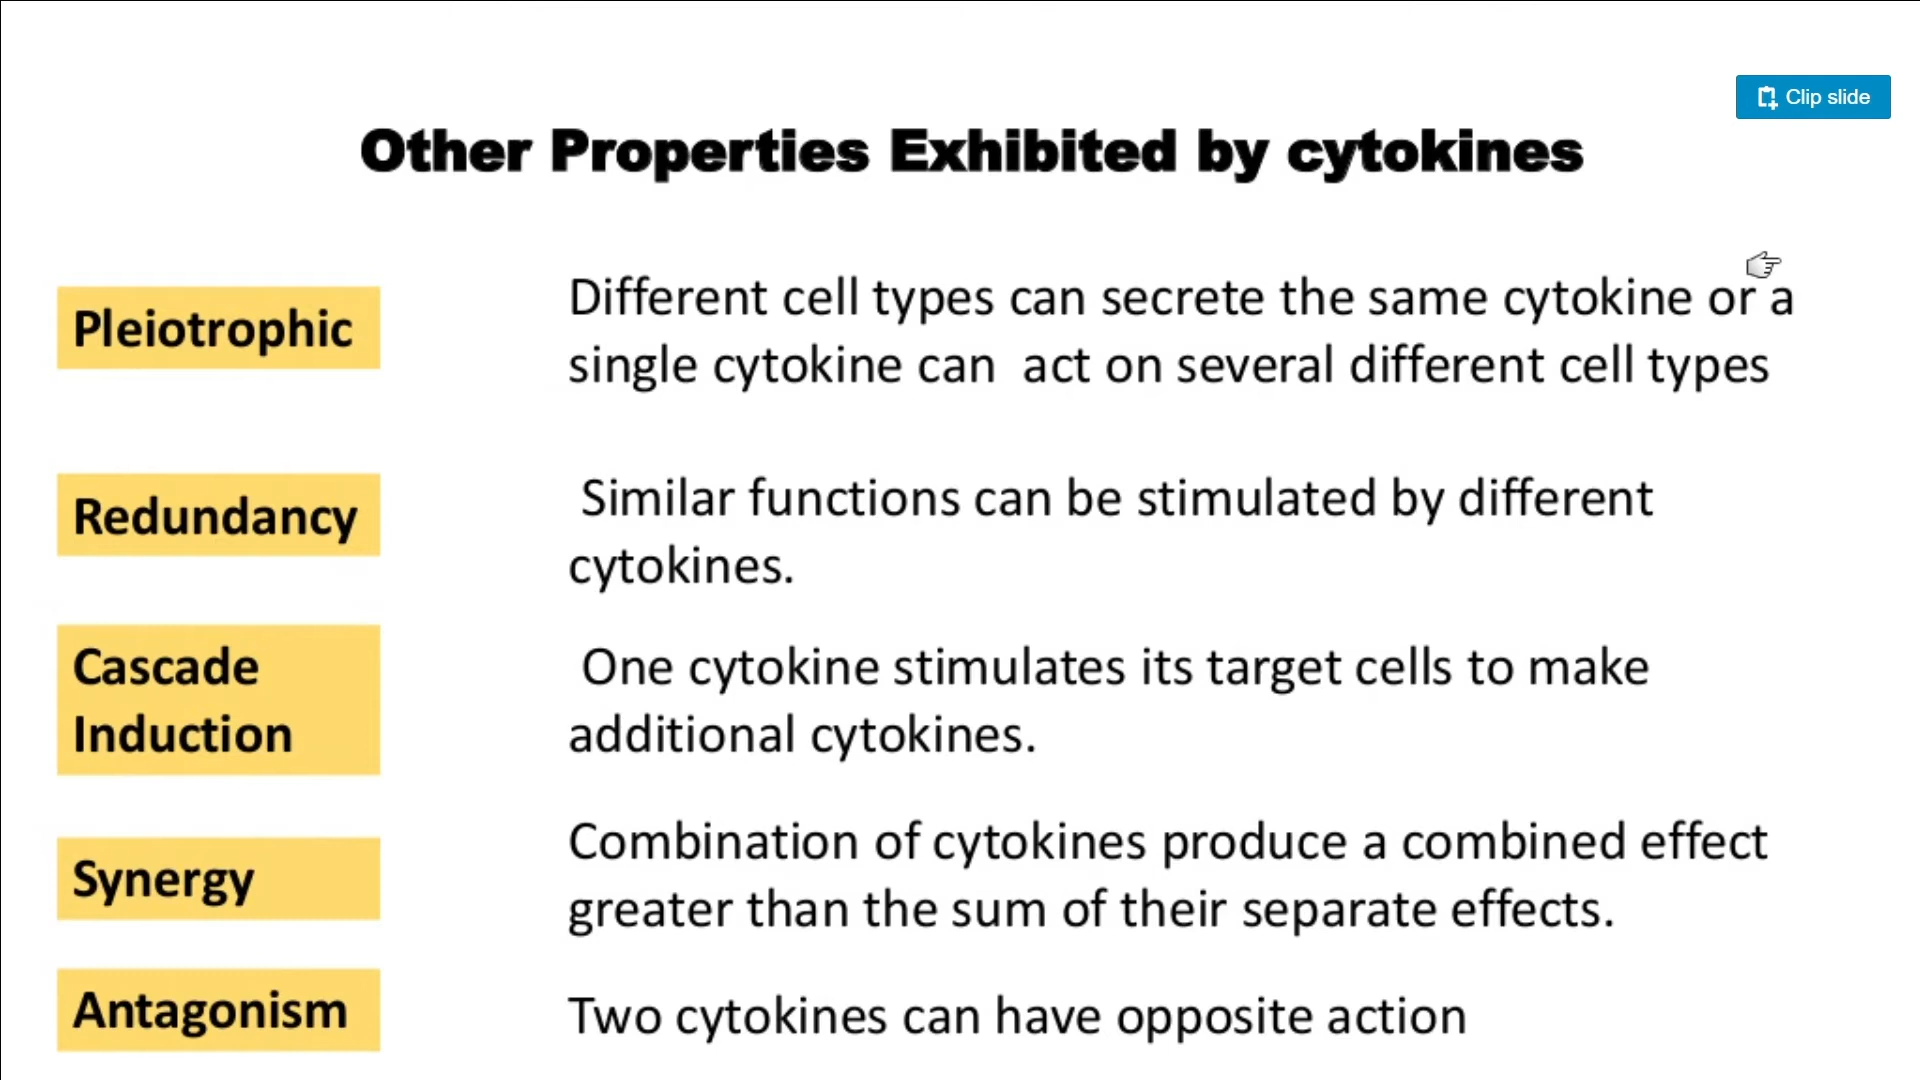 Clip slide
Other Properties Exhibited by cytokines
Pleiotrophic
Different cell types can secrete the same cytokine or a
single cytokine can  act on several different cell types
Redundancy
Similar functions can be stimulated by different
cytokines.
Cascade
Induction
One cytokine stimulates its target cells to make
additional cytokines.
Synergy
Combination of cytokines produce a combined effect
greater than the sum of their separate effects.
Antagonism
Two cytokines can have opposite action